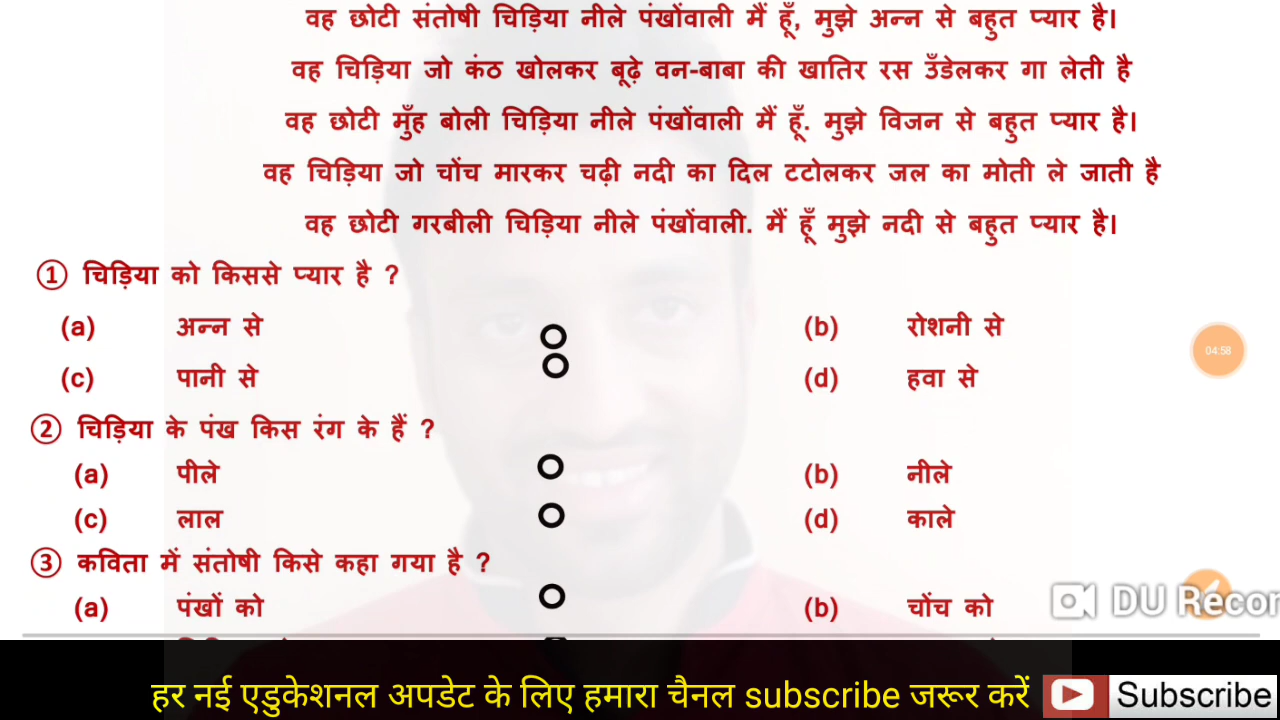 वह छोटी संतोषी चिड़िया नीले पंखोंवाली मैं हूँ, मुझे अन्न से बहुत प्यार है।
वह चिड़िया जो कंठ खोलकर बूढ़े वन-बाबा की खातिर रस उँडेलकर गा लेती है
वह छोटी मुँह बोली चिड़िया नीले पंखोंवाली मैं हूँ. मुझे विजन से बहुत प्यार है।
वह चिड़िया जो चोंच मारकर चढ़ी नदी का दिल टटोलकर जल का मोती ले जाती है
वह छोटी गरबीली चिड़िया नीले पंखोंवाली. मैं हूँ मुझे नदी से बहुत प्यार है।
① चिड़िया को किससे प्यार है ?
(a) अन्न से (b) रोशनी से
04:58
(c) पानी से (d) हवा से
② चिड़िया के पंख किस रंग के हैं ?
(a) पीले (b) नीले
(c) लाल (d) काले
③ कविता में संतोषी किसे कहा गया है ?
(a) पंखों को (b) चोंच को
DU Recor
हर नई एडुकेशनल अपडेट के लिए हमारा चैनल subscribe जरूर करें Subscribe